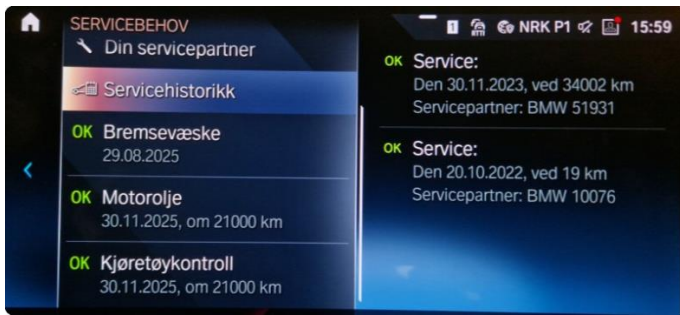 SERVICEBEHOV
Din servicepartner
Servicehistorikk
OK Bremsevæske
29.08.2025
OK Motorolje
30.11.2025, om 21000 km
OK Kjøretøykontroll
30.11.2025, om 21000 km
1 NRK P1 15:59
OK Service:
Den 30.11.2023, ved 34002 km
Servicepartner: BMW 51931
OK Service:
Den 20.10.2022, ved 19 km
Servicepartner: BMW 10076